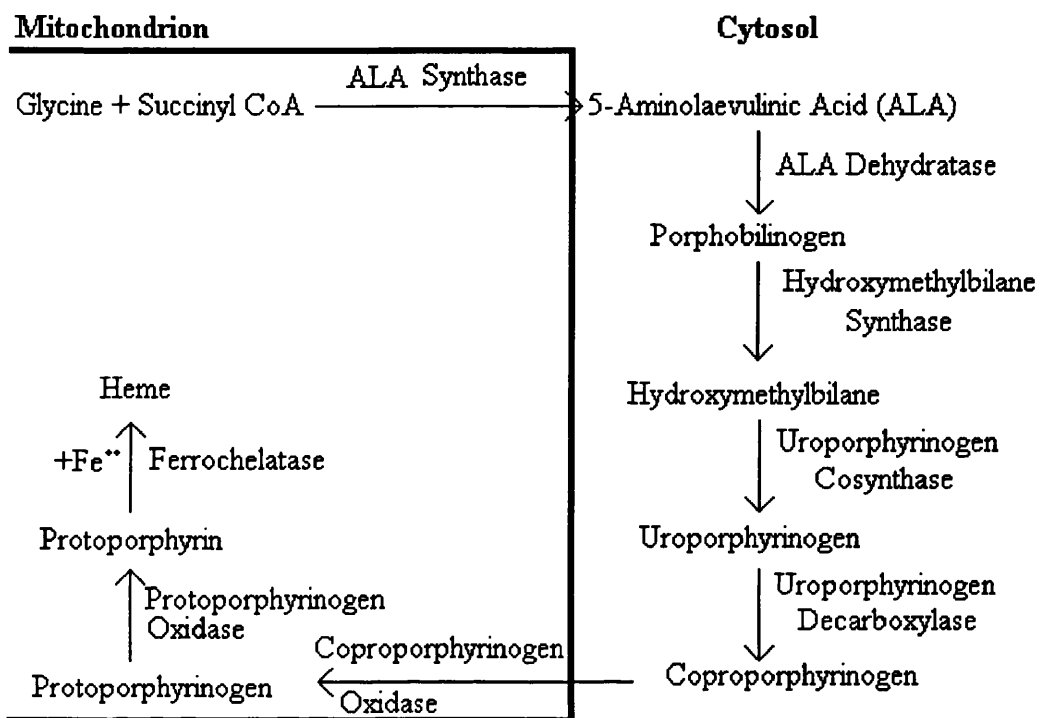 Mitochondrion
Cytosol
ALA Synthase
Glycine + Succinyl CoA
5-Aminolaevulinic Acid (ALA)
ALA Dehydratase
Porphobilinogen
Hydroxymethylbilane
Synthase
Hydroxymethylbilane
Uroporphyrinogen
Cosynthase
Uroporphyrinogen
Uroporphyrinogen
Decarboxylase
Coproporphyrinogen
Coproporphyrinogen
Oxidase
Protoporphyrinogen
Protoporphyrinogen
Oxidase
Protoporphyrin
+Fe⁺⁺
Ferrochelatase
Heme